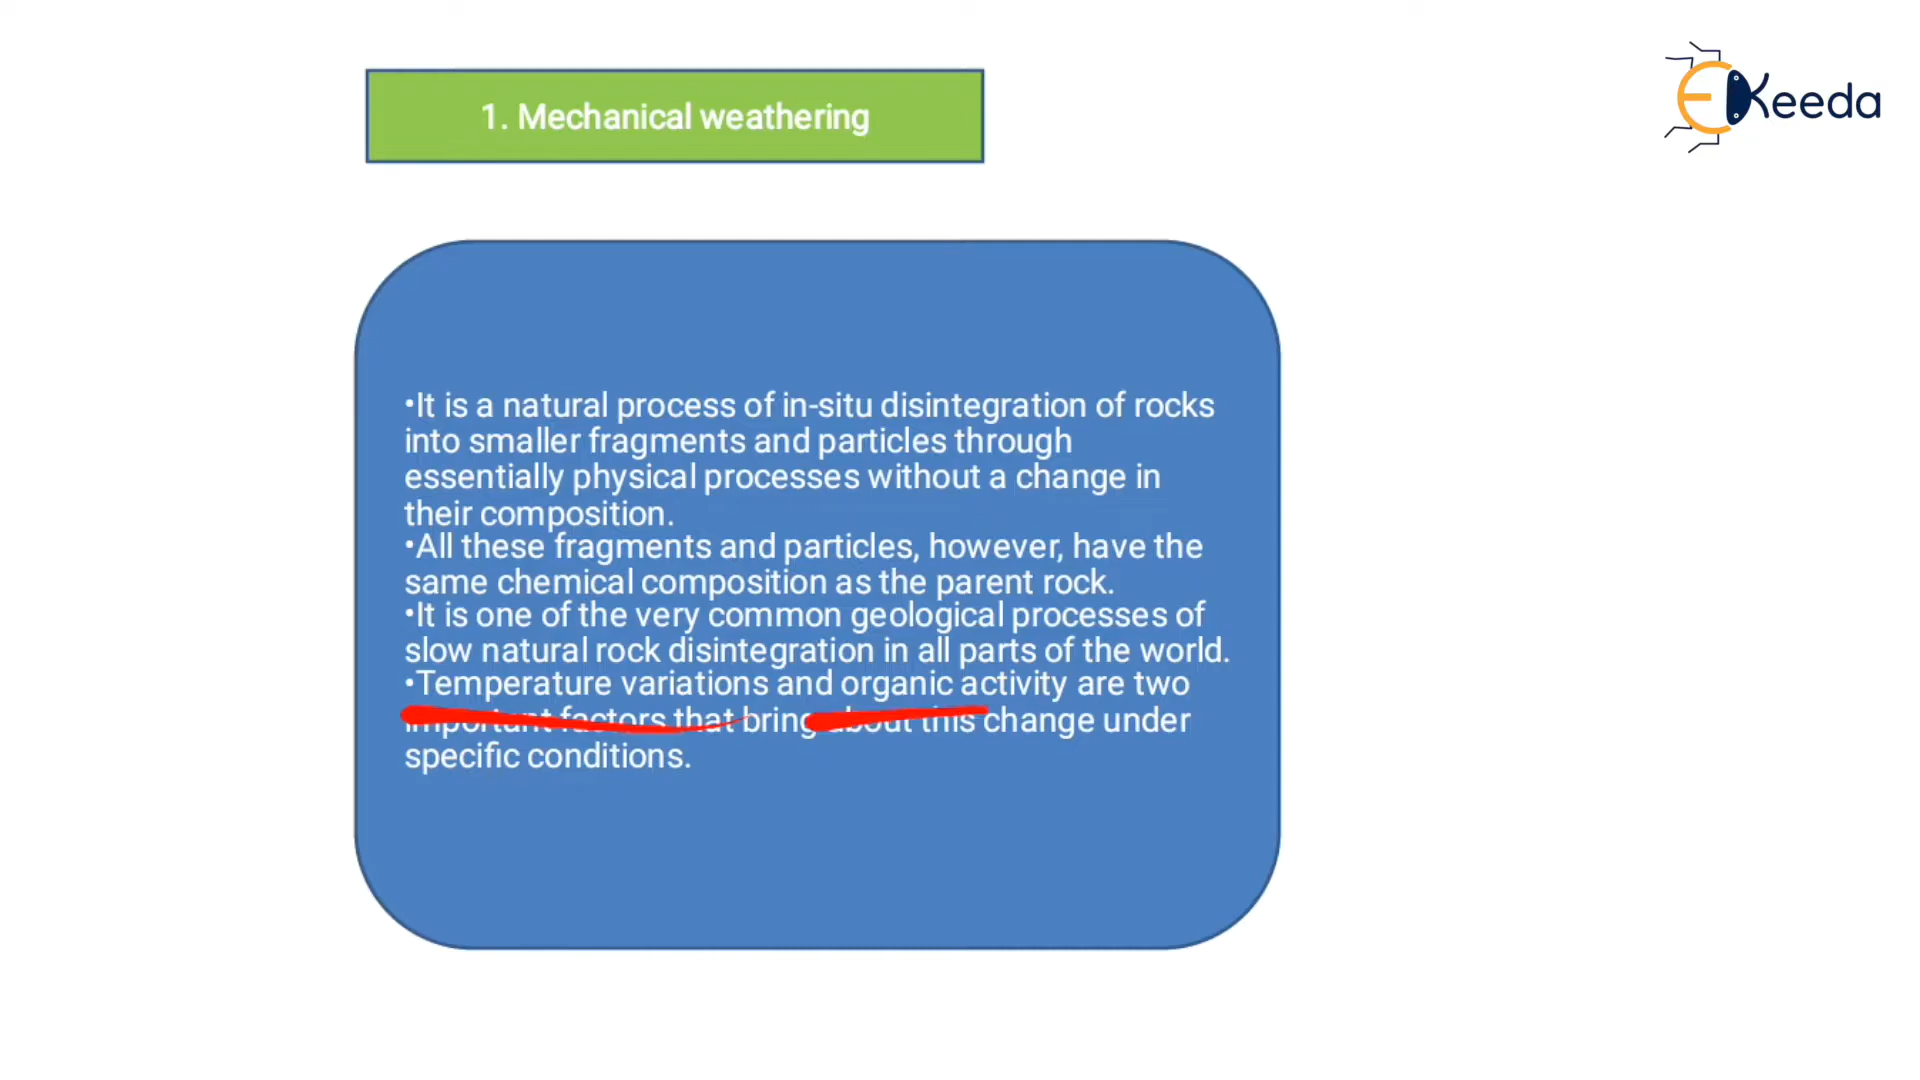 1. Mechanical weathering
EKeeda
•It is a natural process of in-situ disintegration of rocks
into smaller fragments and particles through
essentially physical processes without a change in
their composition.
•All these fragments and particles, however, have the
same chemical composition as the parent rock.
•It is one of the very common geological processes of
slow natural rock disintegration in all parts of the world.
•Temperature variations and organic activity are two
important factors that bring about this change under
specific conditions.